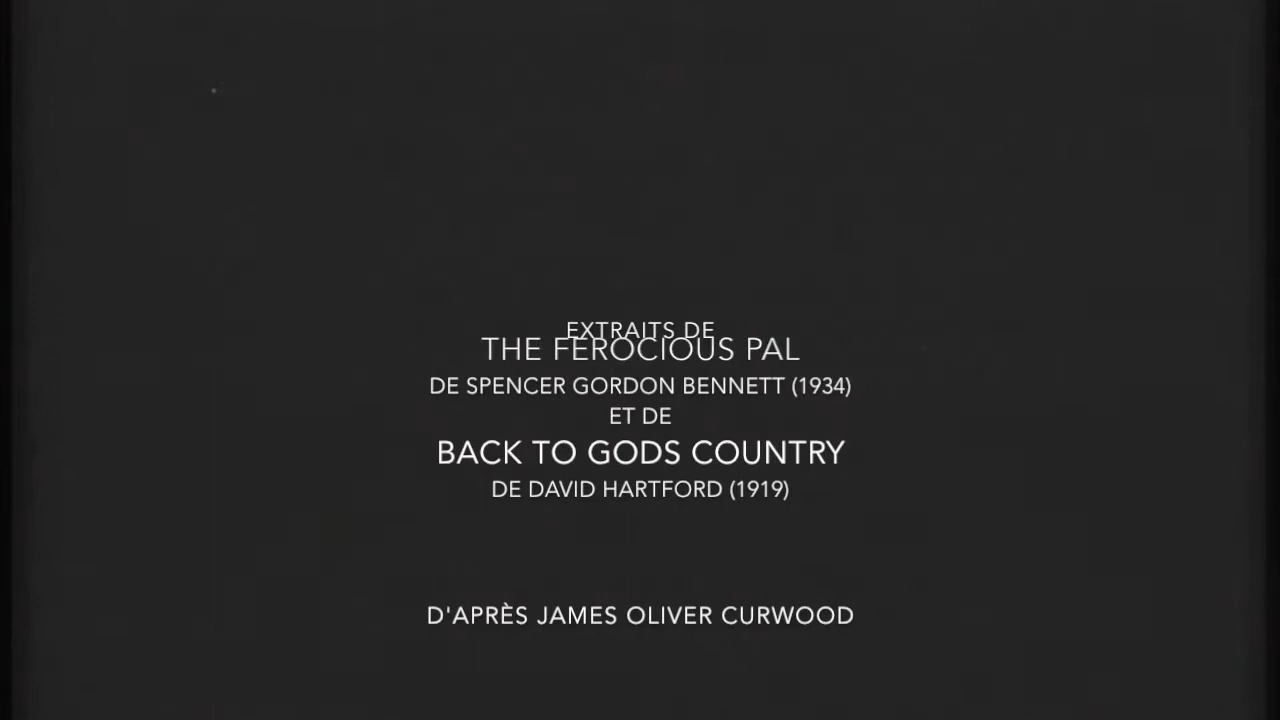 EXTRAITS DE
THE FEROCIOUS PAL
DE SPENCER GORDON BENNETT (1934)
ET DE
BACK TO GODS COUNTRY
DE DAVID HARTFORD (1919)
D'APRÈS JAMES OLIVER CURWOOD